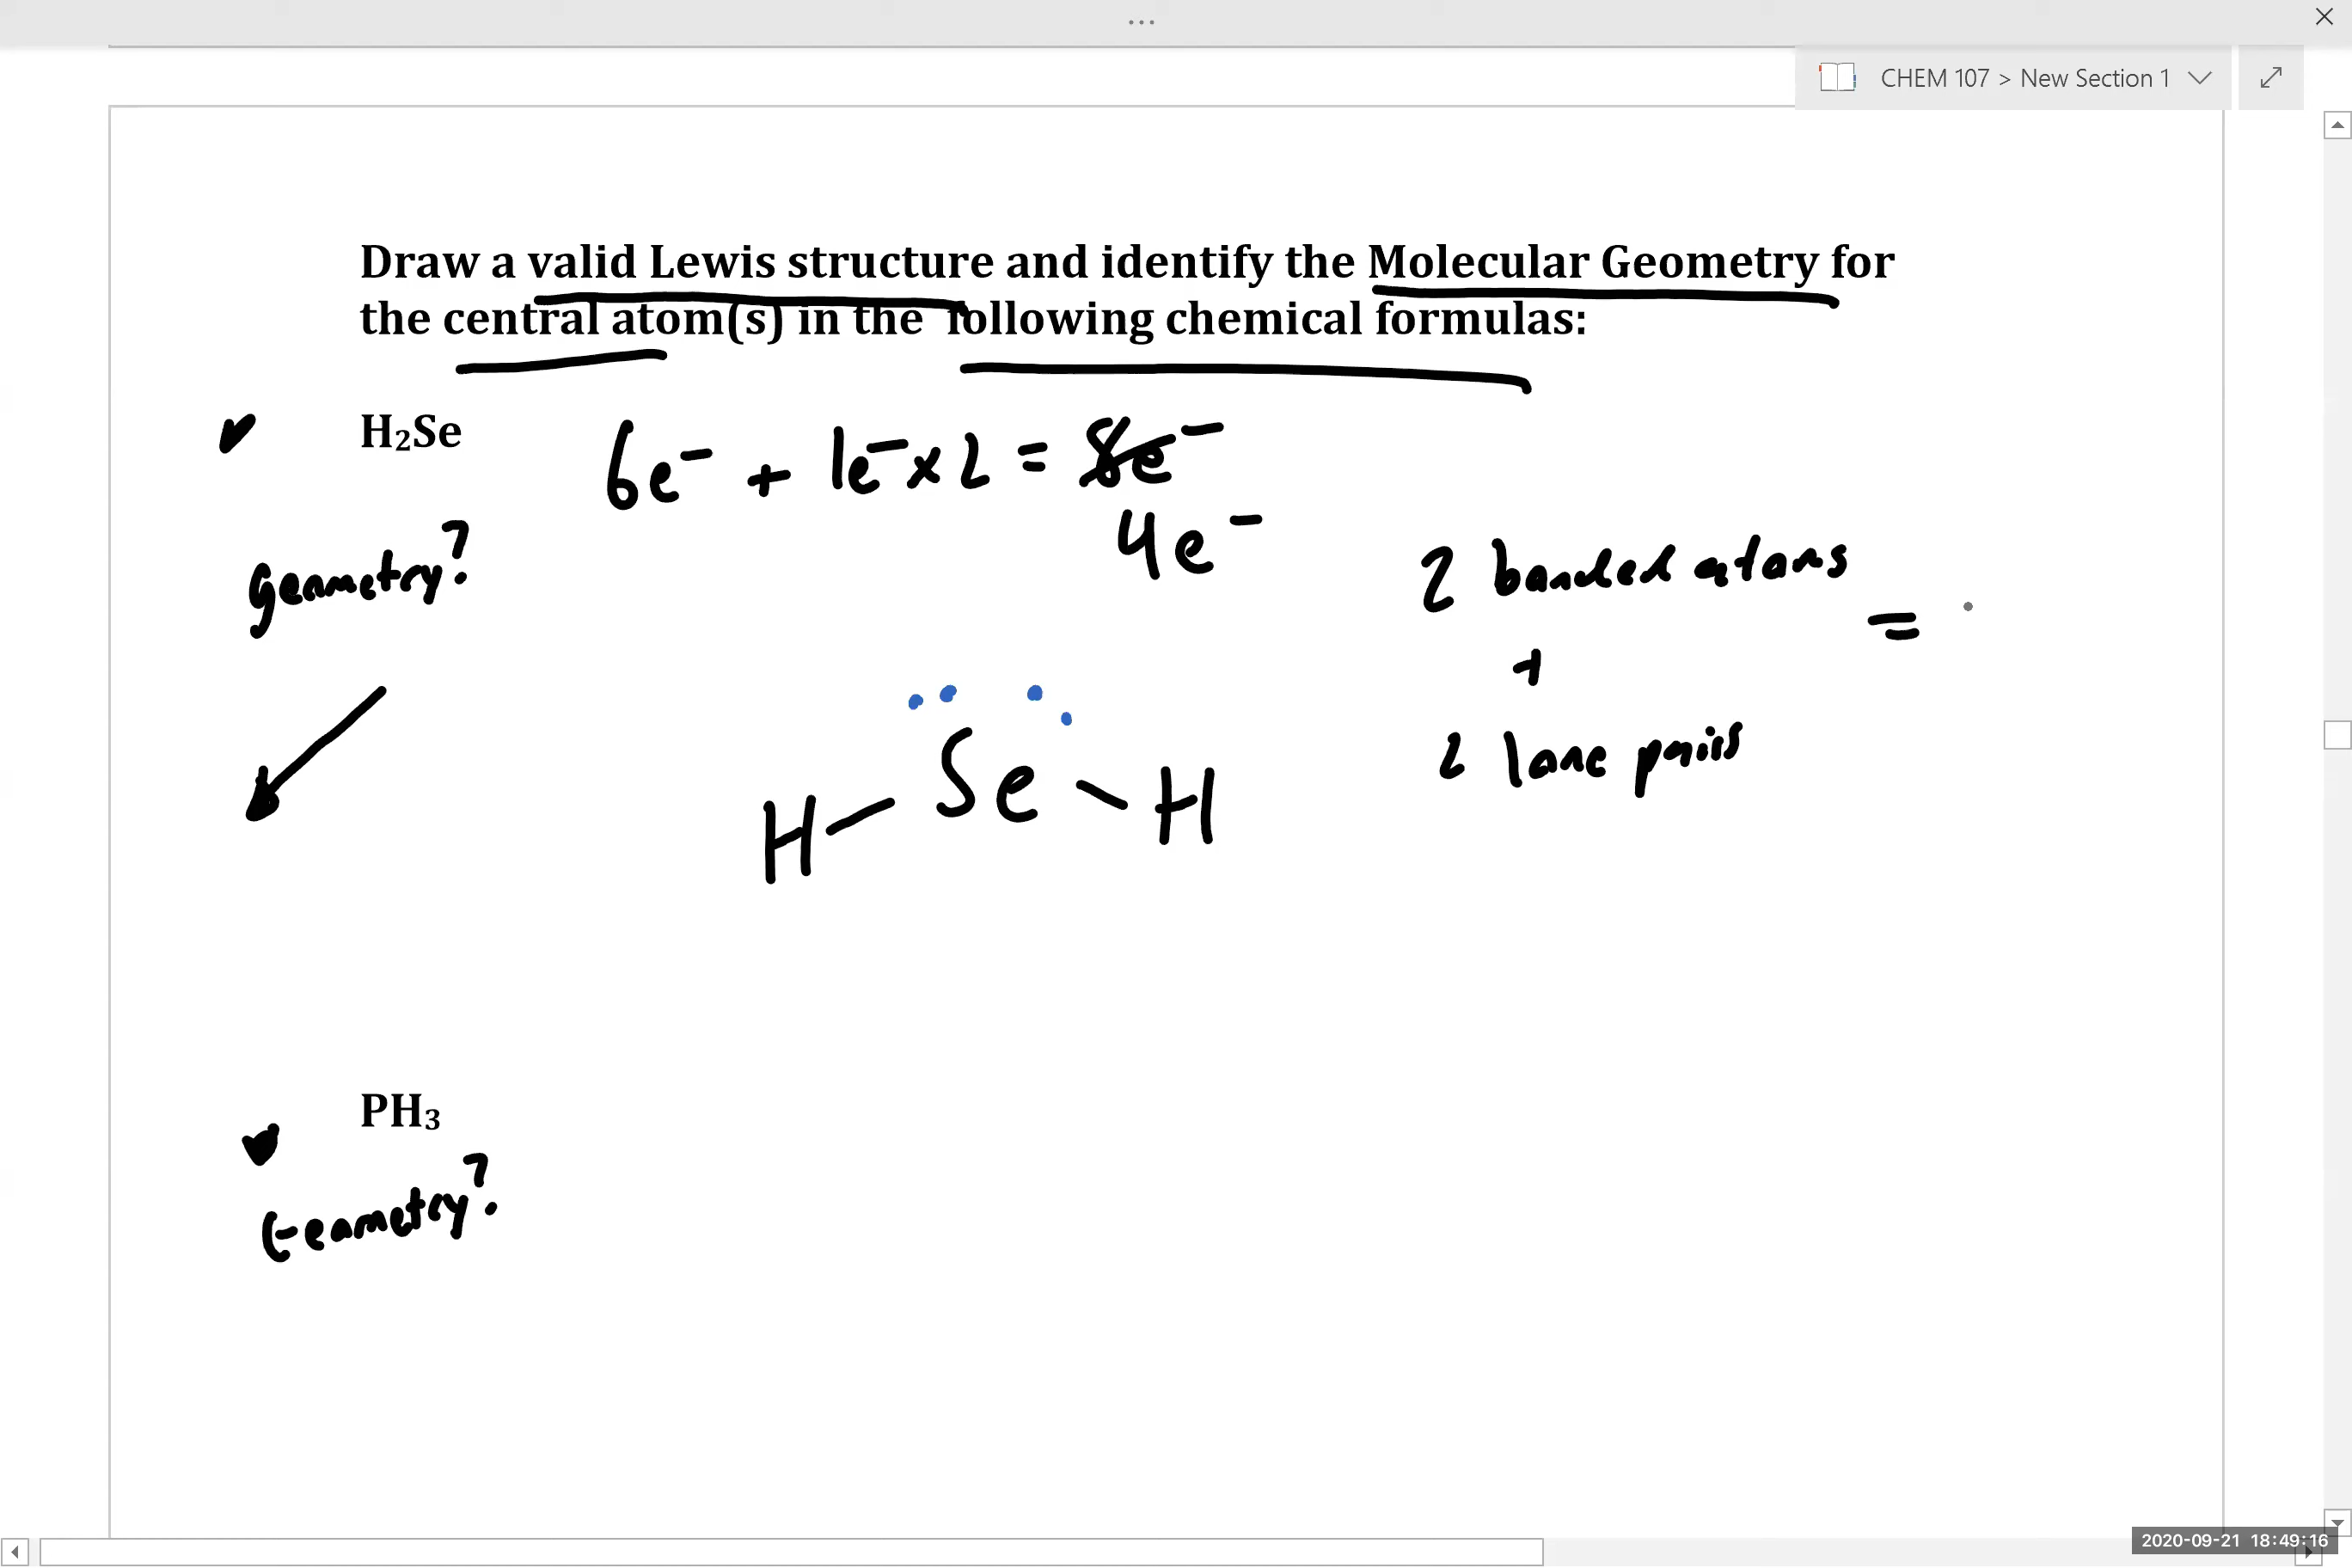 ...
CHEM 107 > New Section 1
Draw a valid Lewis structure and identify the Molecular Geometry for
the central atom(s) in the following chemical formulas:
H₂Se
6e⁻ + 1e⁻ x 2 = 8e⁻
4e⁻
geometry?
2 bonded atoms
=
+
2 lone pairs
H – Se – H
PH₃
Geometry?
2020-09-21 18:49:16